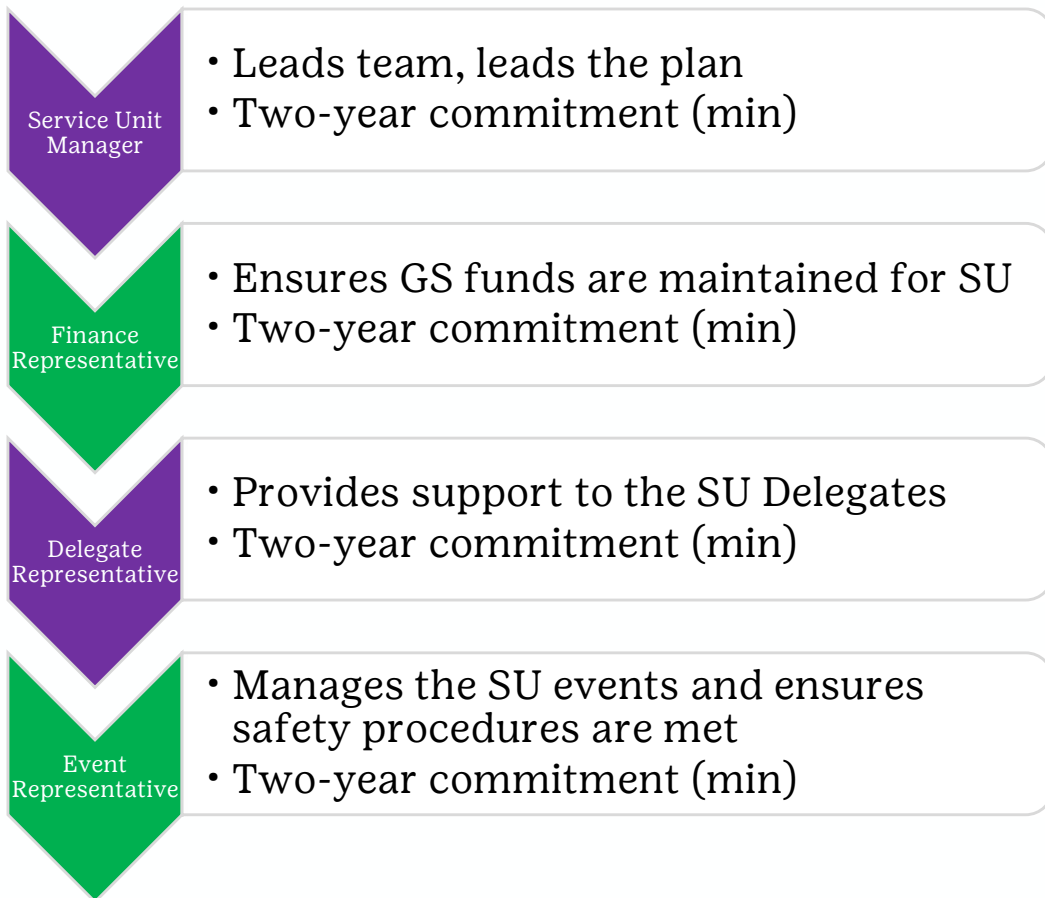 Service Unit
Manager
• Leads team, leads the plan
• Two-year commitment (min)
Finance
Representative
• Ensures GS funds are maintained for SU
• Two-year commitment (min)
Delegate
Representative
• Provides support to the SU Delegates
• Two-year commitment (min)
Event
Representative
• Manages the SU events and ensures
safety procedures are met
• Two-year commitment (min)